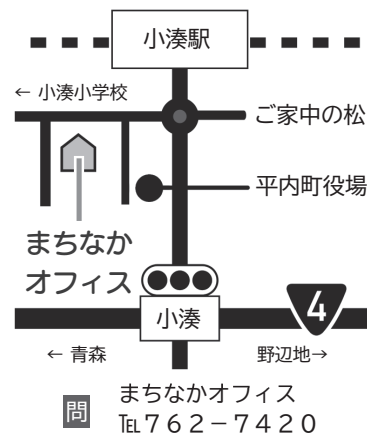 小湊駅
← 小湊小学校
ご家中の松
平内町役場
まちなか
オフィス
小湊
4
← 青森
野辺地→
問
まちなかオフィス
℡７６２－７４２０